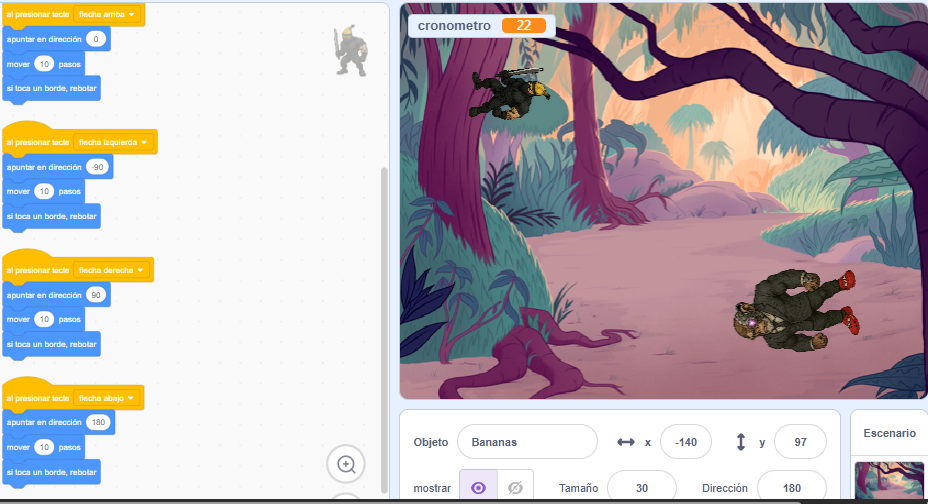 al presionar tecla flecha arriba
apuntar en dirección 0
mover 10 pasos
si toca un borde, rebotar
al presionar tecla flecha izquierda
apuntar en dirección -90
mover 10 pasos
si toca un borde, rebotar
al presionar tecla flecha derecha
apuntar en dirección 90
mover 10 pasos
si toca un borde, rebotar
al presionar tecla flecha abajo
apuntar en dirección 180
mover 10 pasos
si toca un borde, rebotar
cronometro 22
Objeto Bananas x -140 y 97
mostrar Tamaño 30 Dirección 180
Escenario